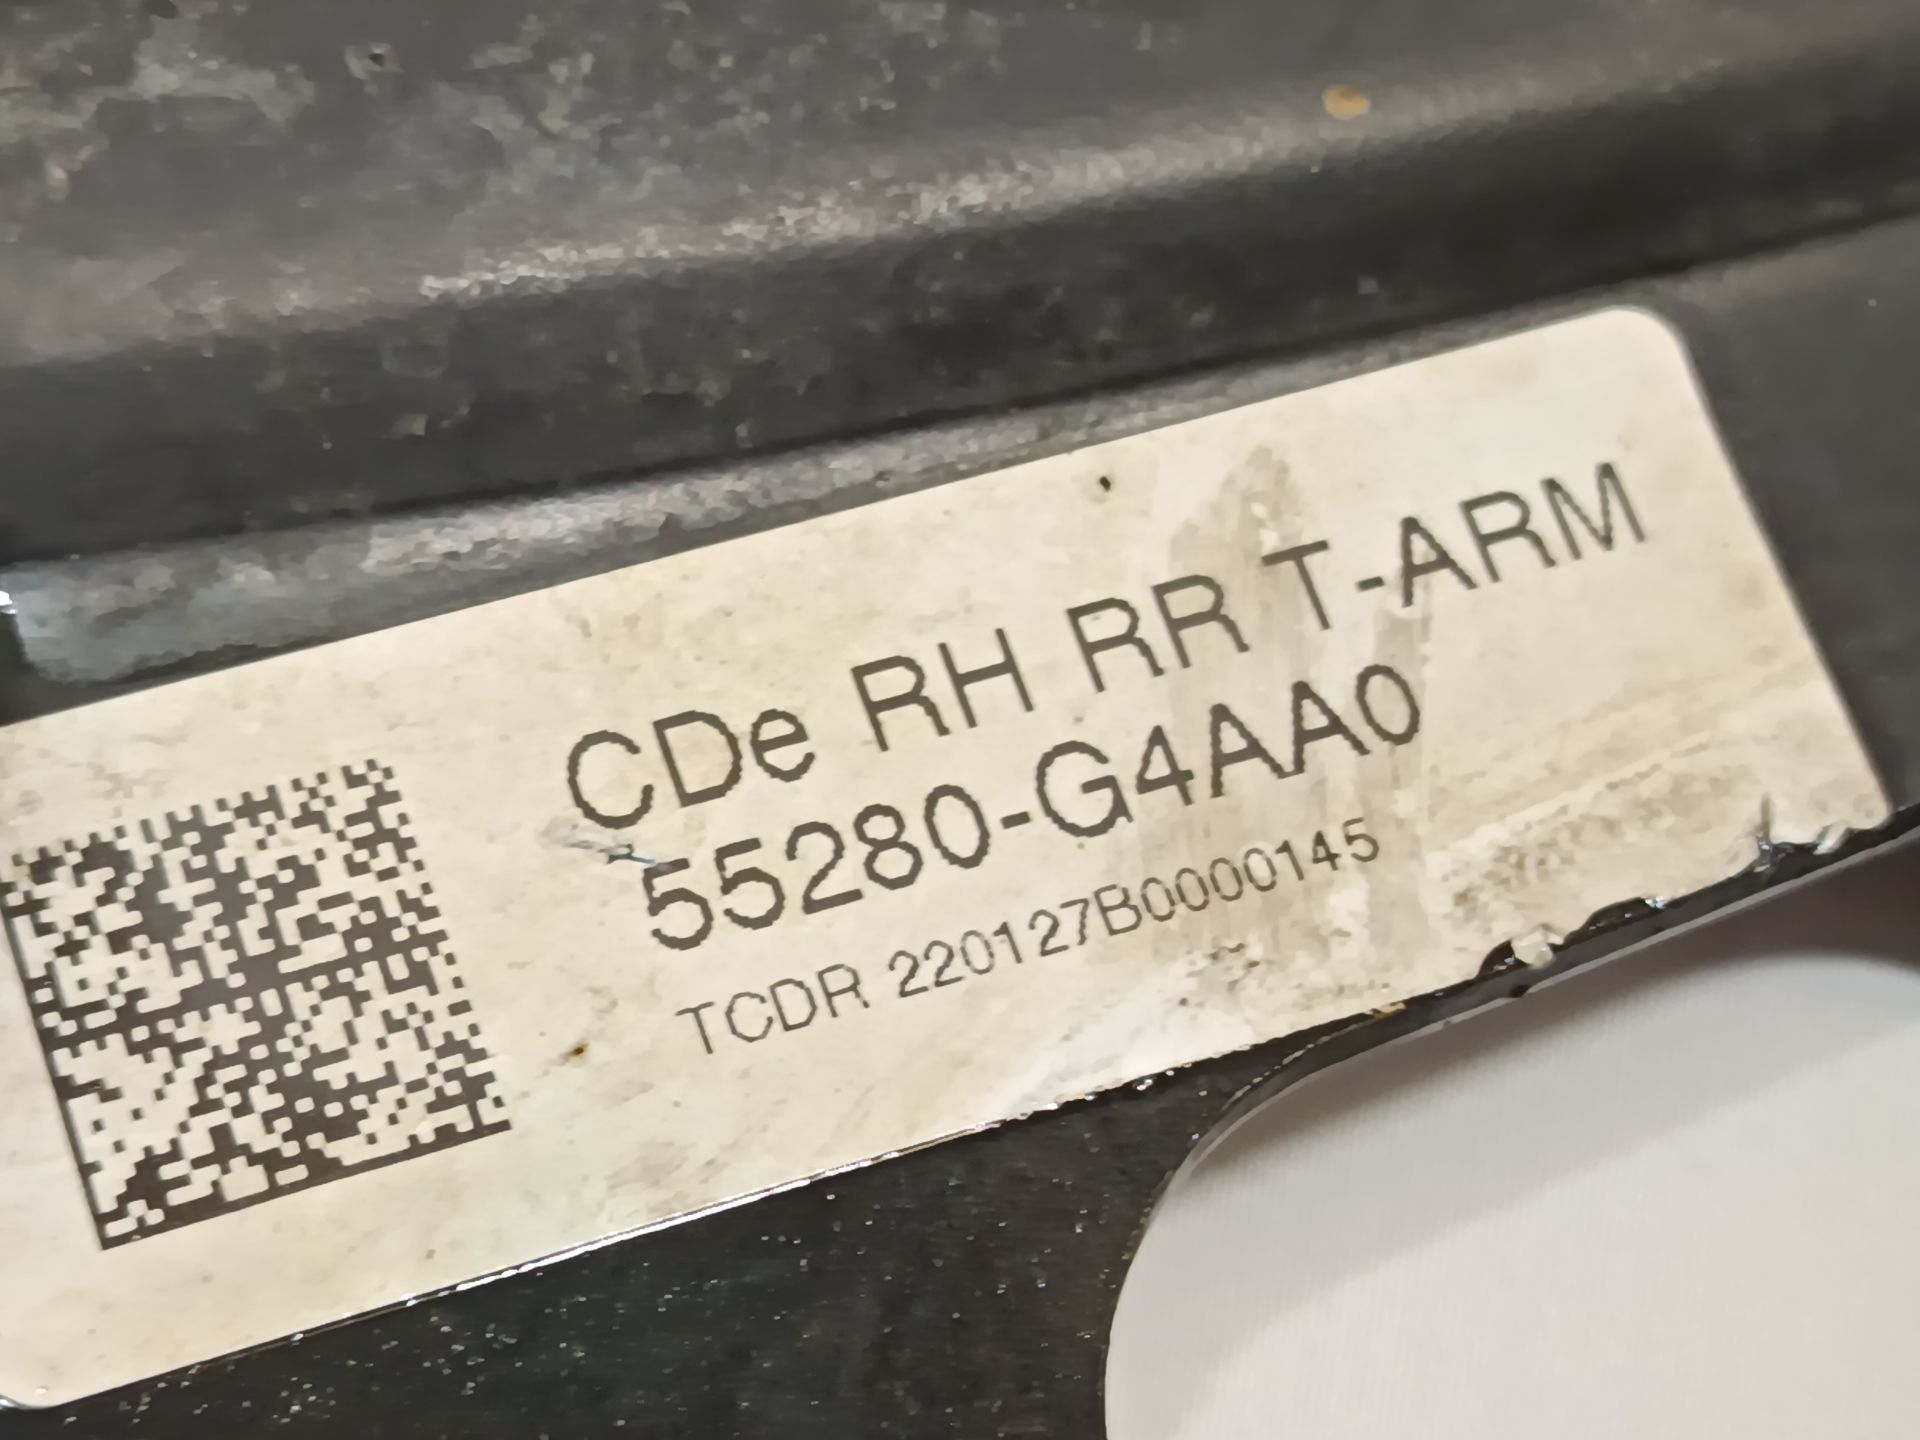 CDe RH RR T-ARM
55280-G4AA0
TCDR 220127B0000145